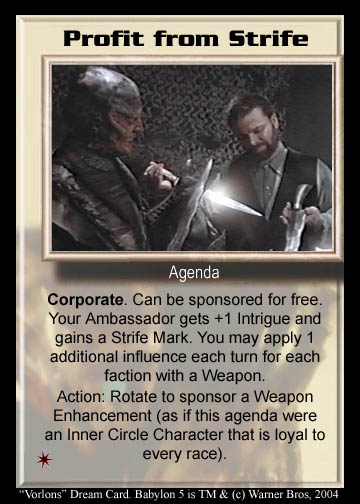 Profit from Strife
Agenda
Corporate. Can be sponsored for free.
Your Ambassador gets +1 Intrigue and
gains a Strife Mark. You may apply 1
additional influence each turn for each
faction with a Weapon.
Action: Rotate to sponsor a Weapon
Enhancement (as if this agenda were
an Inner Circle Character that is loyal to
every race).
“Vorlons” Dream Card. Babylon 5 is TM & (c) Warner Bros, 2004